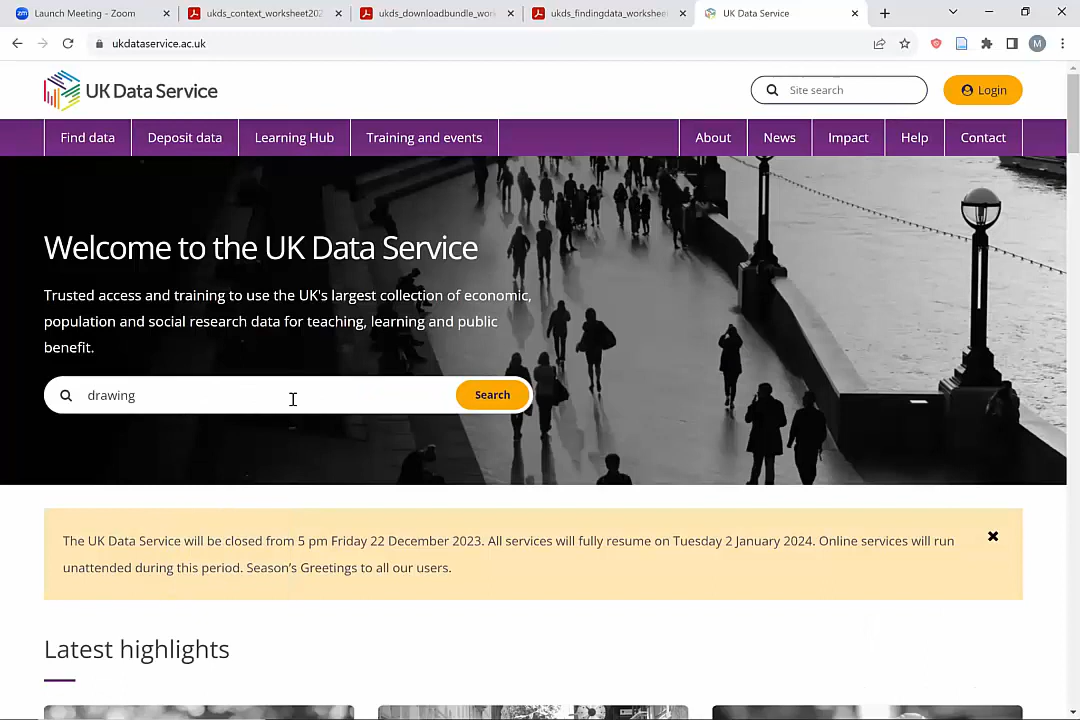 Launch Meeting - Zoom
ukds_context_worksheet202
ukds_downloadbundle_wor
ukds_findingdata_workshee
UK Data Service
ukdataservice.ac.uk
M
UK Data Service
Site search
Login
Find data
Deposit data
Learning Hub
Training and events
About
News
Impact
Help
Contact
Welcome to the UK Data Service
Trusted access and training to use the UK's largest collection of economic,
population and social research data for teaching, learning and public
benefit.
drawing
Search
The UK Data Service will be closed from 5 pm Friday 22 December 2023. All services will fully resume on Tuesday 2 January 2024. Online services will run
unattended during this period. Season's Greetings to all our users.
Latest highlights